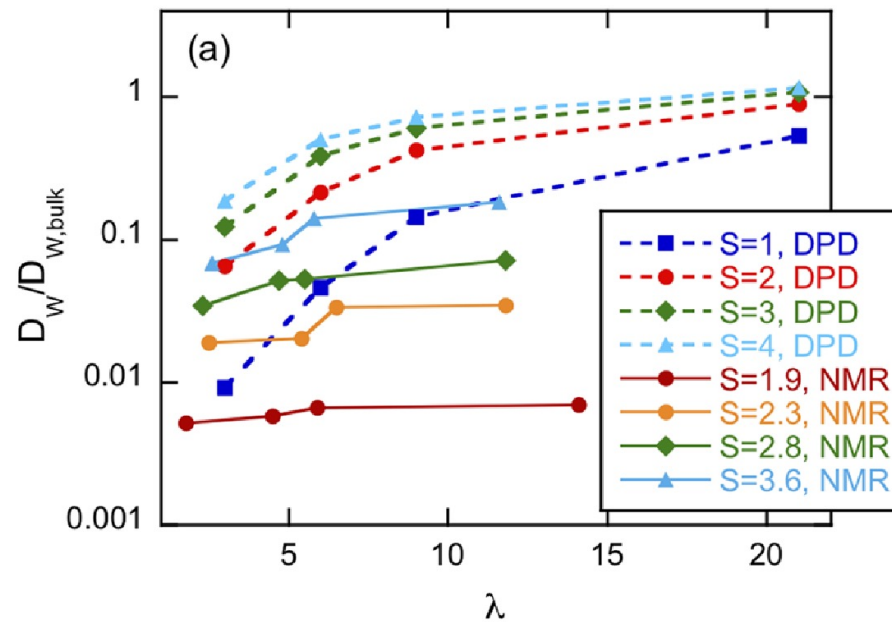 (a)
1
0.1
0.01
0.001
D_W/D_W,bulk
5
10
15
20
λ
S=1, DPD
S=2, DPD
S=3, DPD
S=4, DPD
S=1.9, NMR
S=2.3, NMR
S=2.8, NMR
S=3.6, NMR